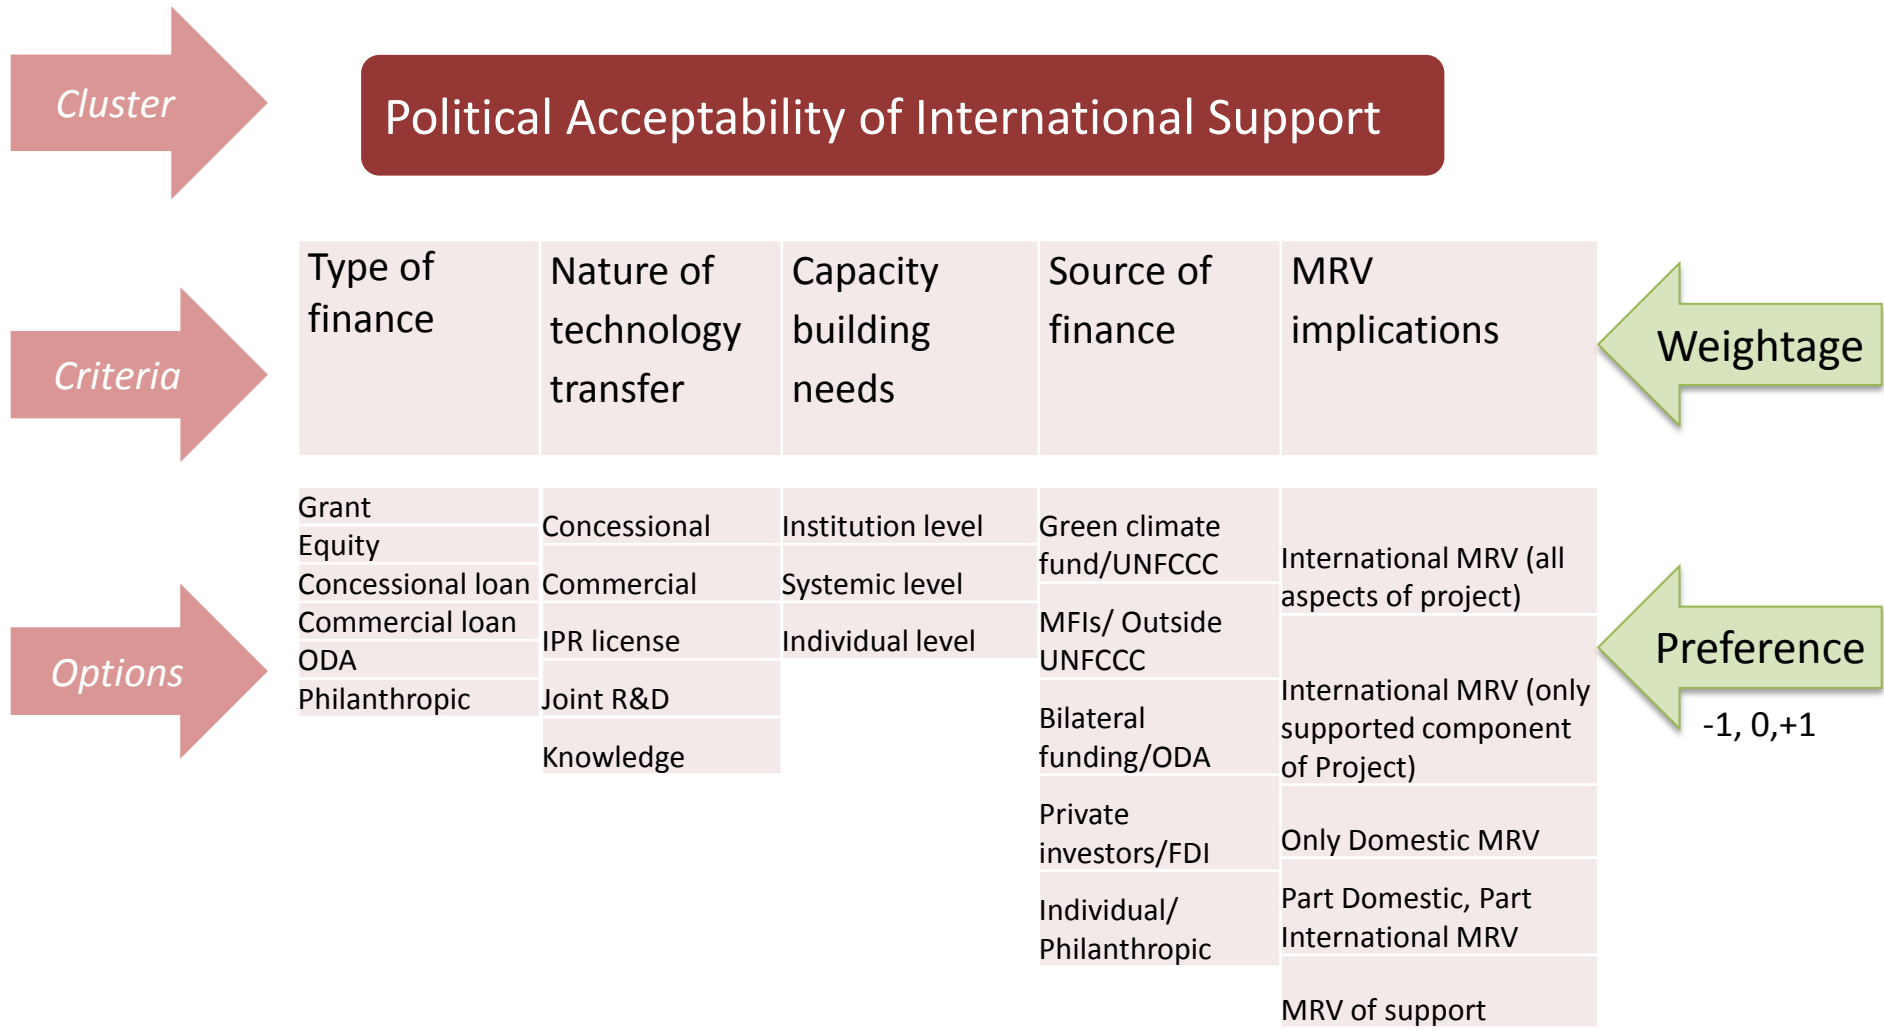 Cluster
Political Acceptability of International Support
Criteria
Type of
finance
Nature of
technology
transfer
Capacity
building
needs
Source of
finance
MRV
implications
Weightage
Options
Grant
Equity
Concessional loan
Commercial loan
ODA
Philanthropic
Concessional
Commercial
IPR license
Joint R&D
Knowledge
Institution level
Systemic level
Individual level
Green climate
fund/UNFCCC
MFIs/ Outside
UNFCCC
Bilateral
funding/ODA
Private
investors/FDI
Individual/
Philanthropic
International MRV (all
aspects of project)
International MRV (only
supported component
of Project)
Only Domestic MRV
Part Domestic, Part
International MRV
MRV of support
Preference
-1, 0,+1